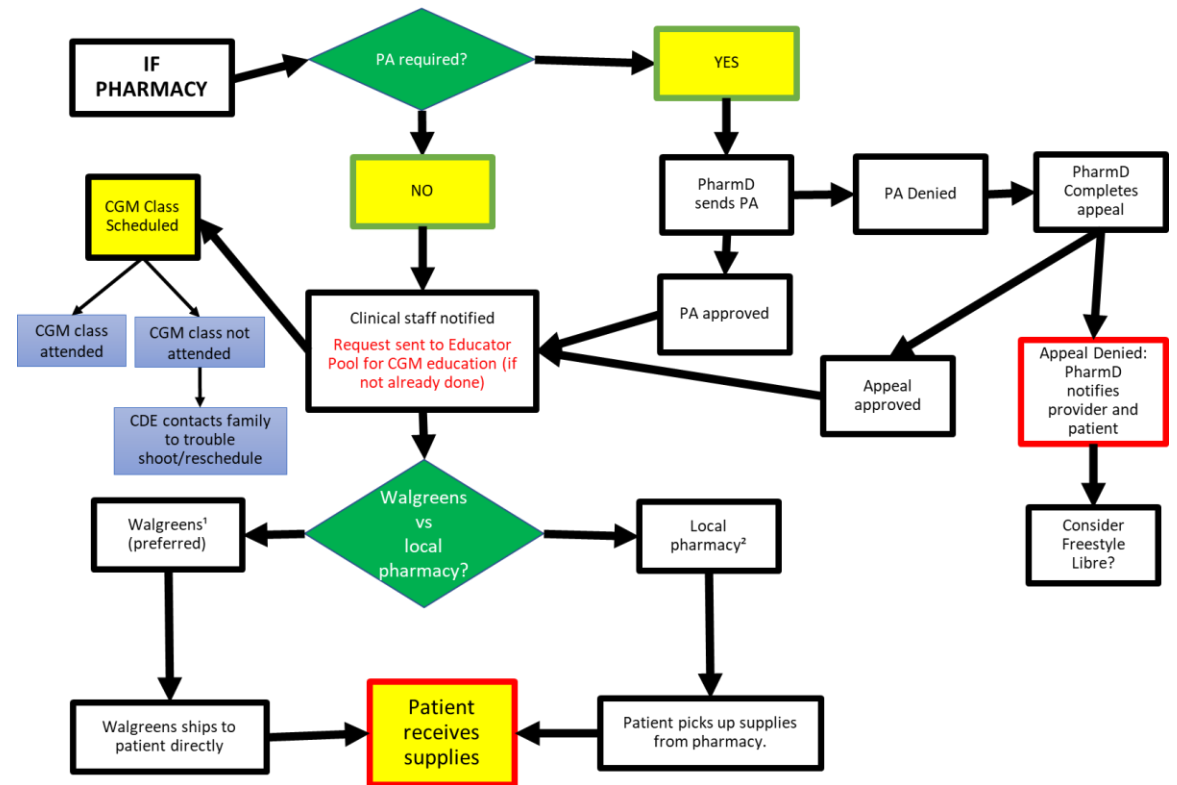 IF
PHARMACY
PA required?
YES
NO
PharmD
sends PA
PA Denied
PharmD
Completes
appeal
CGM Class
Scheduled
PA approved
Clinical staff notified
Request sent to Educator
Pool for CGM education (if
not already done)
CGM class
attended
CGM class not
attended
CDE contacts family
to trouble
shoot/reschedule
Appeal
approved
Appeal Denied:
PharmD
notifies
provider and
patient
Consider
Freestyle
Libre?
Walgreens
vs
local
pharmacy?
Walgreens¹
(preferred)
Local
pharmacy²
Walgreens ships to
patient directly
Patient
receives
supplies
Patient picks up supplies
from pharmacy.